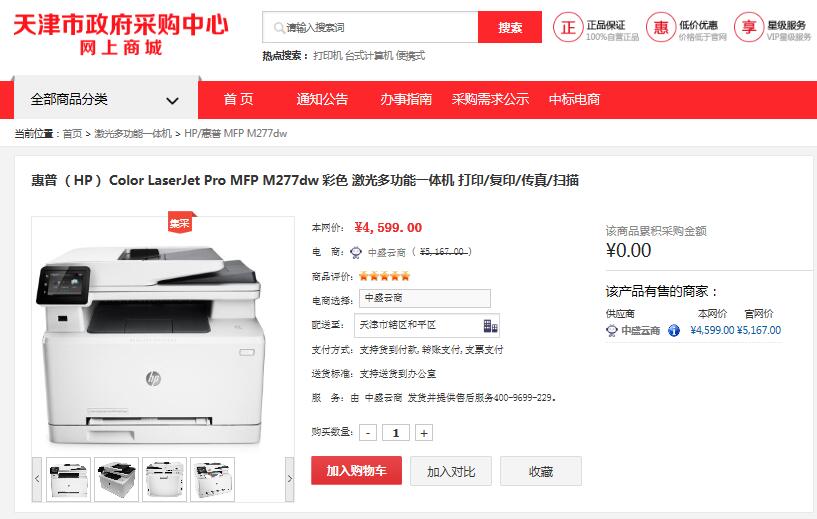 天津市政府采购中心
网上商城
请输入搜索词
搜索
热点搜索： 打印机 台式计算机 便携式
正 正品保证
100%自营正品
惠 低价优惠
价格低于官网
享 星级服务
VIP星级服务
全部商品分类
首 页 通知公告 办事指南 采购需求公示 中标电商
当前位置：首页 > 激光多功能一体机 > HP/惠普 MFP M277dw
惠普（HP）Color LaserJet Pro MFP M277dw 彩色 激光多功能一体机 打印/复印/传真/扫描
集采
hp
本网价： ¥4,599.00
电 商： 中盛云商（ ¥5,167.00 ）
商品评价：
电商选择： 中盛云商
配送至： 天津市辖区和平区
支付方式： 支持货到付款,转账支付,支票支付
送货标准： 支持送货到办公室
服 务： 由 中盛云商 发货并提供售后服务400-9699-229。
购买数量： - 1 +
加入购物车 加入对比 收藏
该商品累积采购金额
¥0.00
该产品有售的商家：
供应商 本网价 官网价
中盛云商 ¥4,599.00 ¥5,167.00